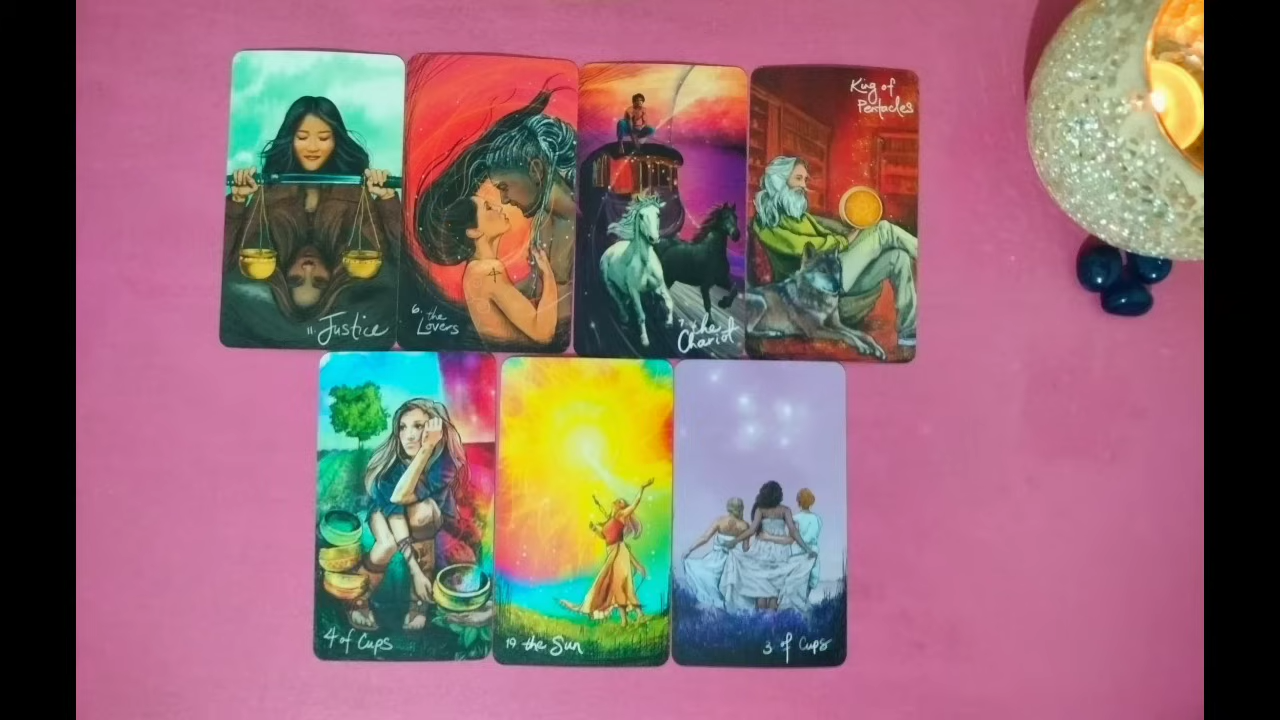 11. Justice
6. the
Lovers
7. the
Chariot
King of
Pentacles
4 of Cups
19 the Sun
3 of Cups